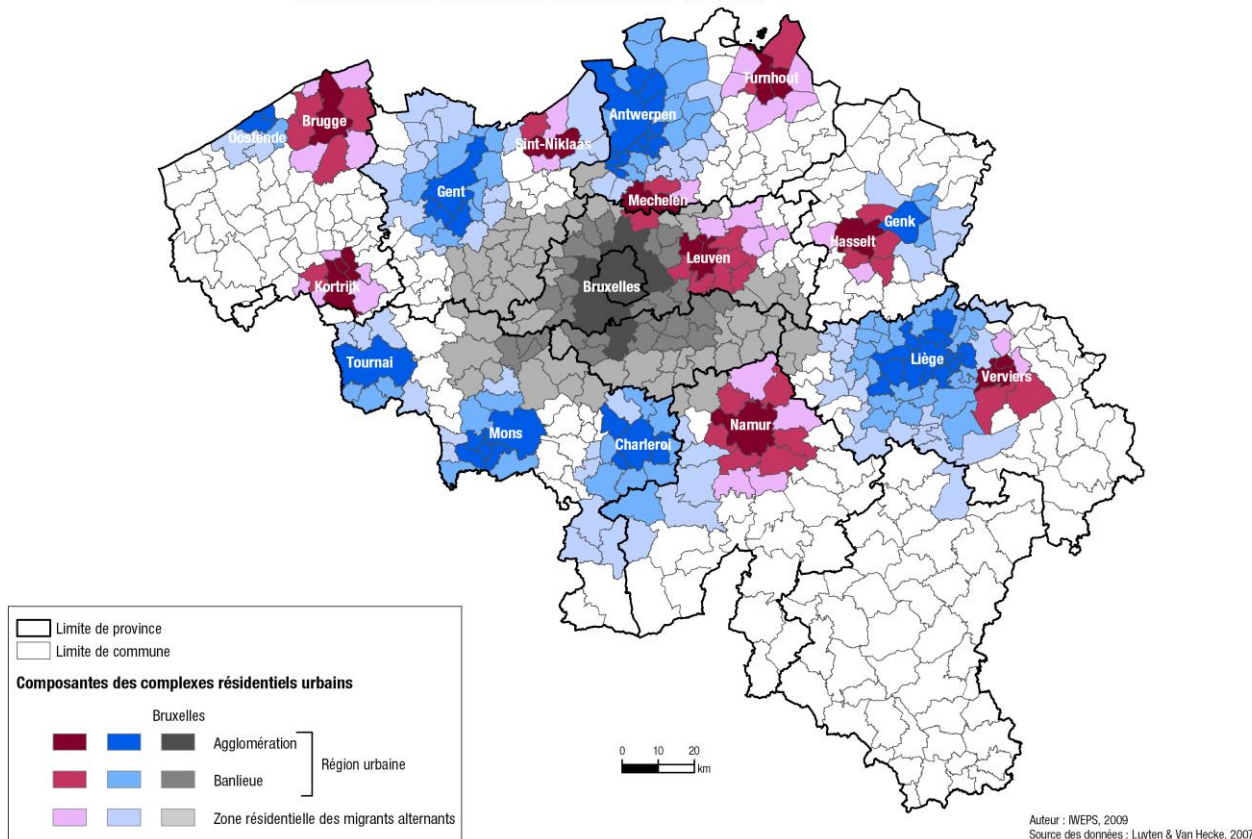 Turnhout
Antwerpen
Brugge
Oostende
Sint-Niklaas
Gent
Mechelen
Genk
Hasselt
Leuven
Kortrijk
Bruxelles
Tournai
Liège
Verviers
Namur
Mons
Charleroi
Limite de province
Limite de commune
Composantes des complexes résidentiels urbains
Bruxelles
Agglomération
Région urbaine
Banlieue
Zone résidentielle des migrants alternants
0 10 20
km
Auteur : IWEPS, 2009
Source des données : Luyten & Van Hecke, 2007